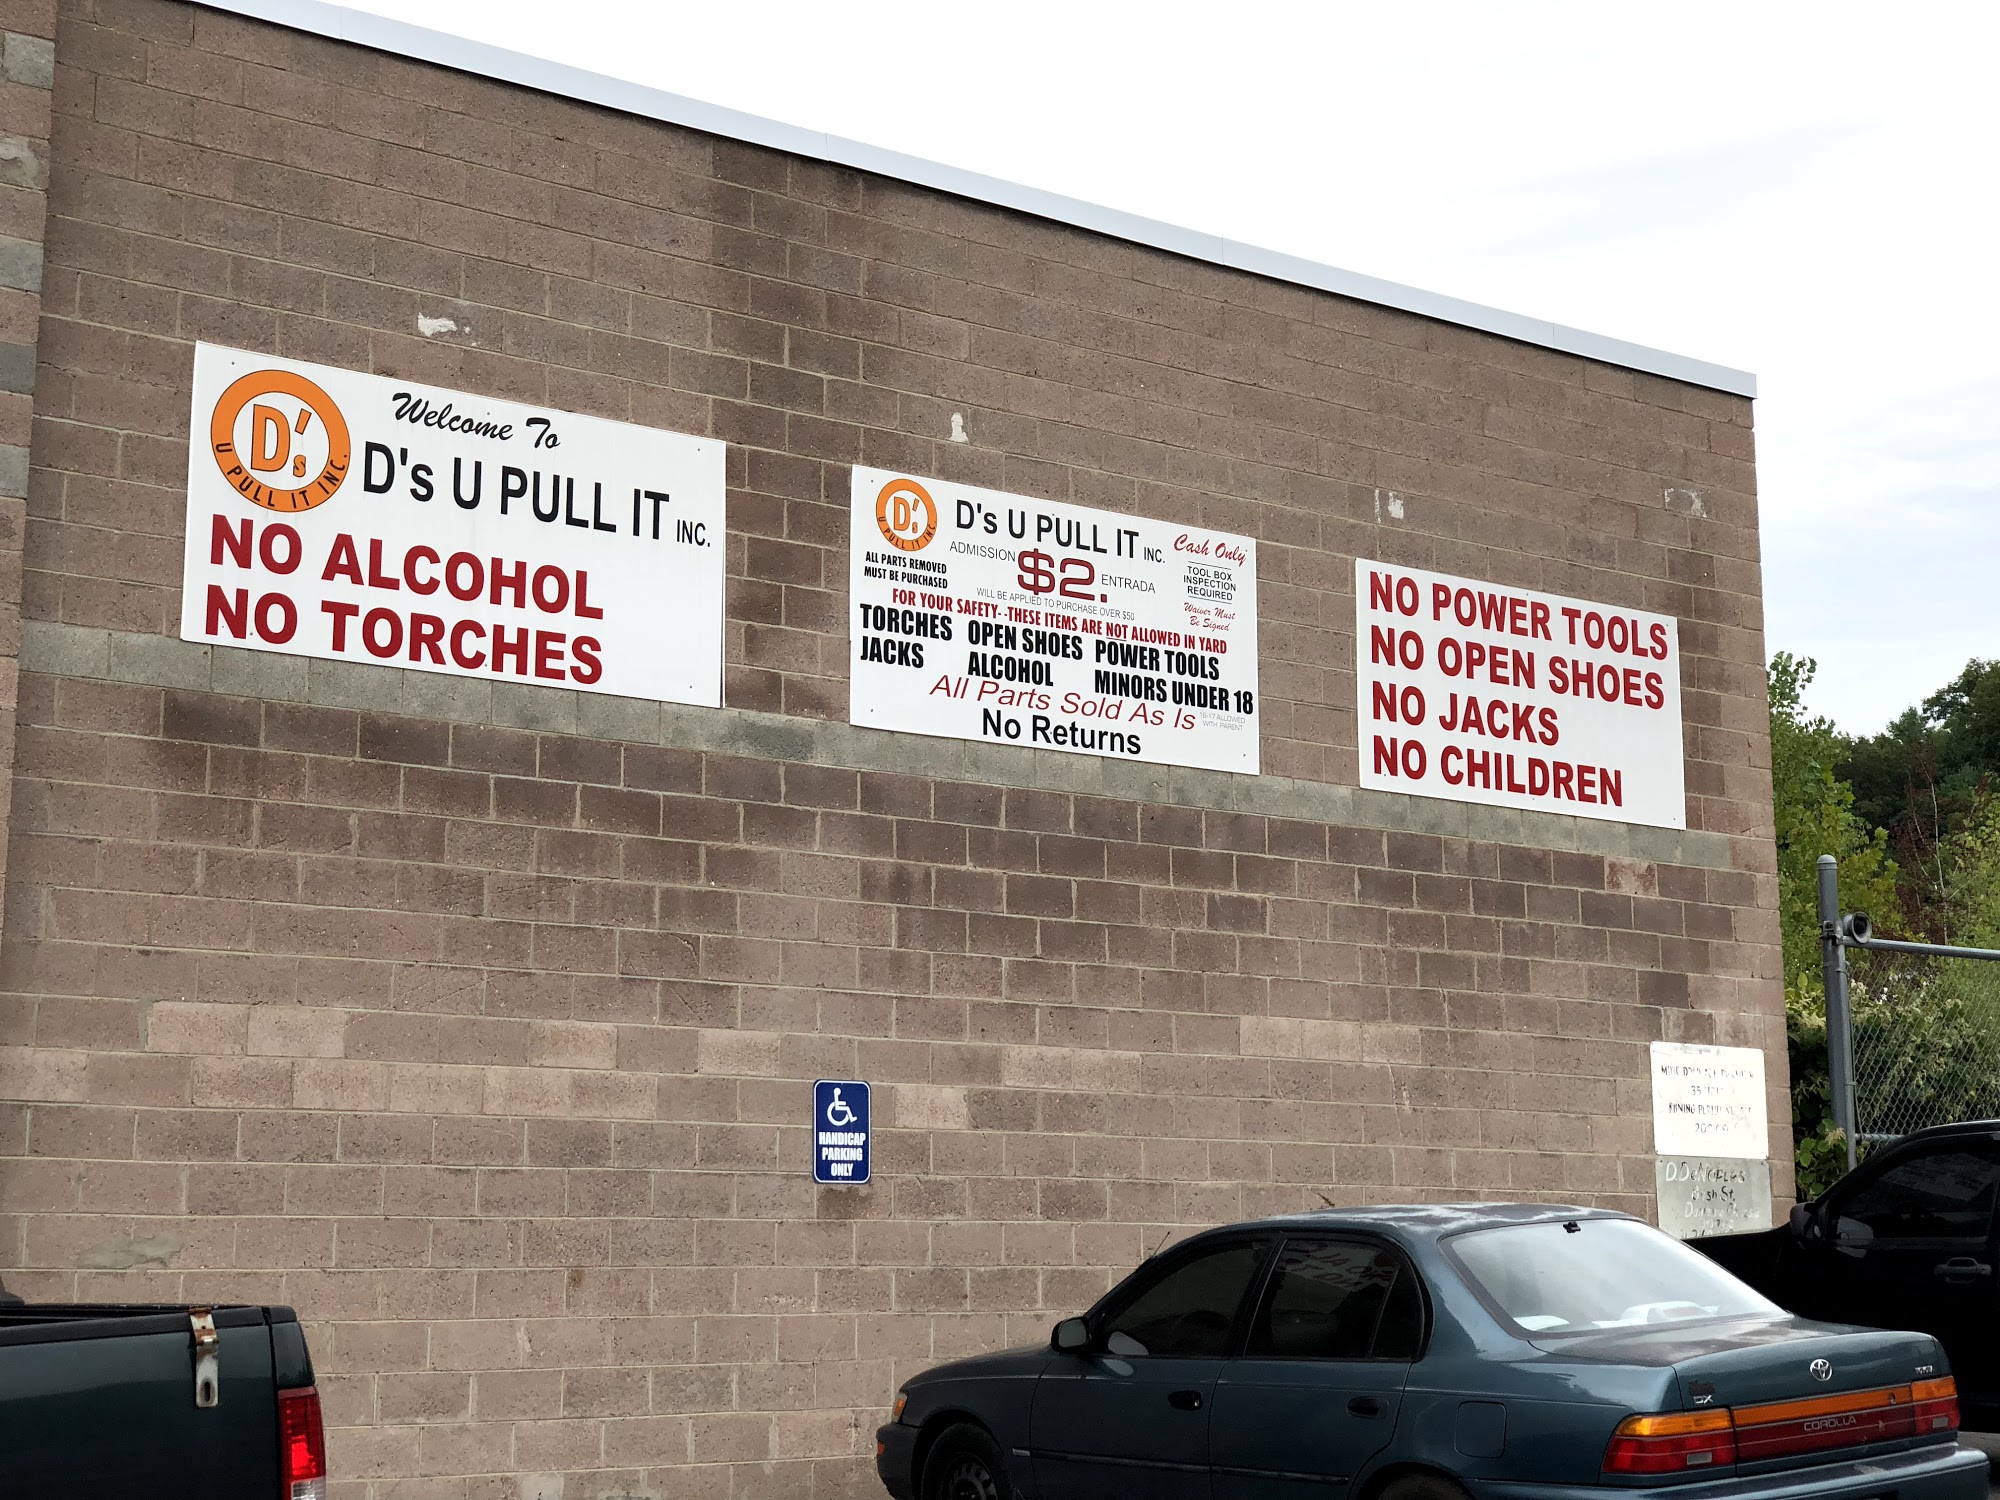 Welcome To
D's U PULL IT INC.
D's
U PULL IT INC.
NO ALCOHOL
NO TORCHES
D's
U PULL IT INC
D's U PULL IT INC.
Cash Only
ADMISSION $2. ENTRADA
ALL PARTS REMOVED
MUST BE PURCHASED
TOOL BOX
INSPECTION
REQUIRED
WILL BE APPLIED TO PURCHASE OVER $50
Waiver Must
Be Signed
FOR YOUR SAFETY--THESE ITEMS ARE NOT ALLOWED IN YARD
TORCHES OPEN SHOES POWER TOOLS
JACKS ALCOHOL MINORS UNDER 18
16-17 ALLOWED
WITH PARENT
All Parts Sold As Is
No Returns
NO POWER TOOLS
NO OPEN SHOES
NO JACKS
NO CHILDREN
HANDICAP
PARKING
ONLY
St.
DX
COROLLA